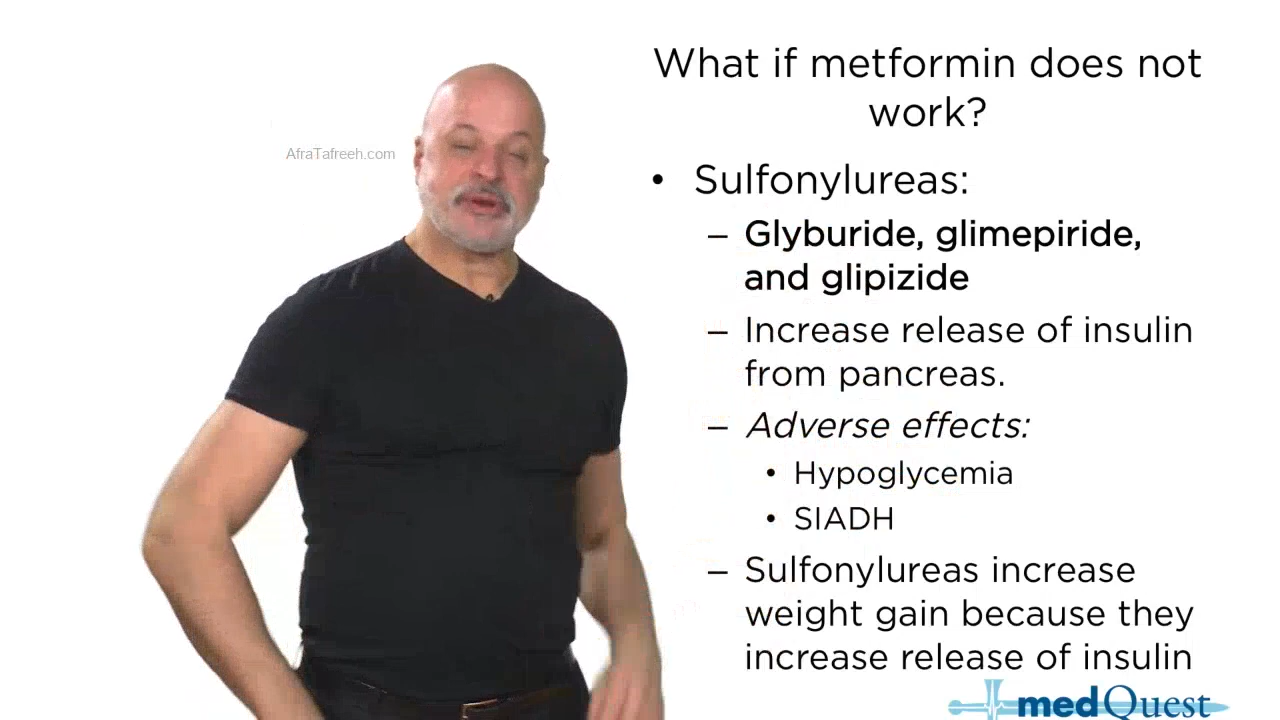 What if metformin does not
work?
AfraTafreeh.com
• Sulfonylureas:
– Glyburide, glimepiride,
and glipizide
– Increase release of insulin
from pancreas.
– Adverse effects:
• Hypoglycemia
• SIADH
– Sulfonylureas increase
weight gain because they
increase release of insulin
medQuest